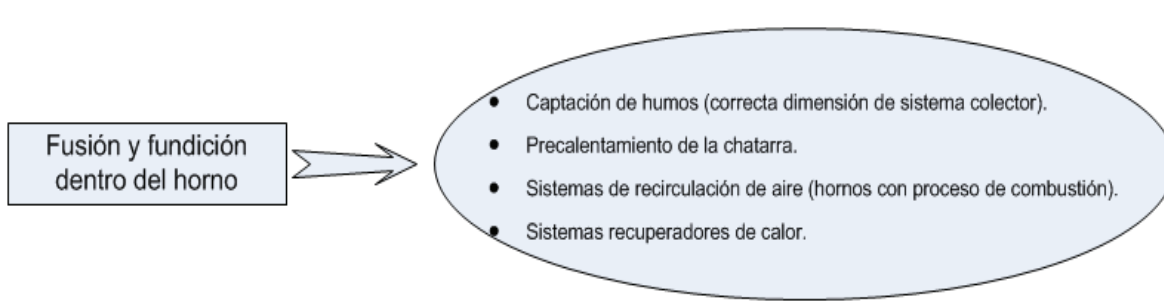 Fusión y fundición
dentro del horno
• Captación de humos (correcta dimensión de sistema colector).
• Precalentamiento de la chatarra.
• Sistemas de recirculación de aire (hornos con proceso de combustión).
• Sistemas recuperadores de calor.